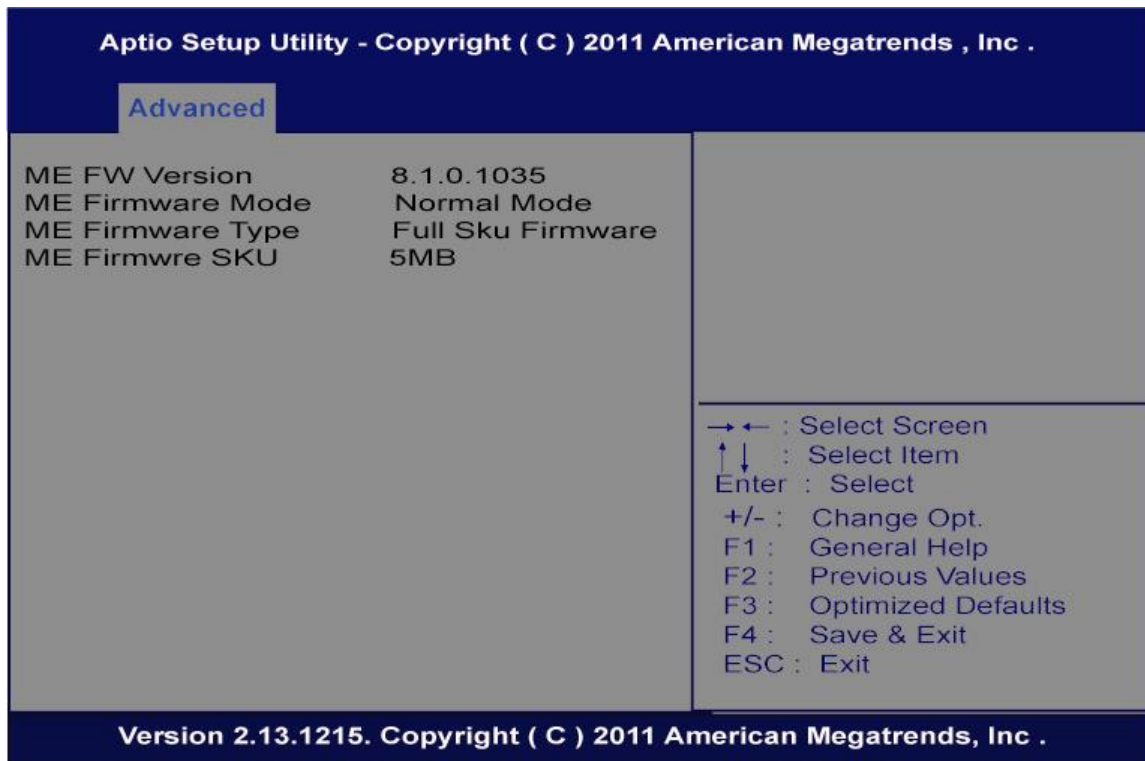 Aptio Setup Utility - Copyright ( C ) 2011 American Megatrends , Inc .
Advanced
ME FW Version 8.1.0.1035
ME Firmware Mode Normal Mode
ME Firmware Type Full Sku Firmware
ME Firmwre SKU 5MB
→ ← : Select Screen
↑ ↓ : Select Item
Enter : Select
+/- : Change Opt.
F1 : General Help
F2 : Previous Values
F3 : Optimized Defaults
F4 : Save & Exit
ESC : Exit
Version 2.13.1215. Copyright ( C ) 2011 American Megatrends, Inc .